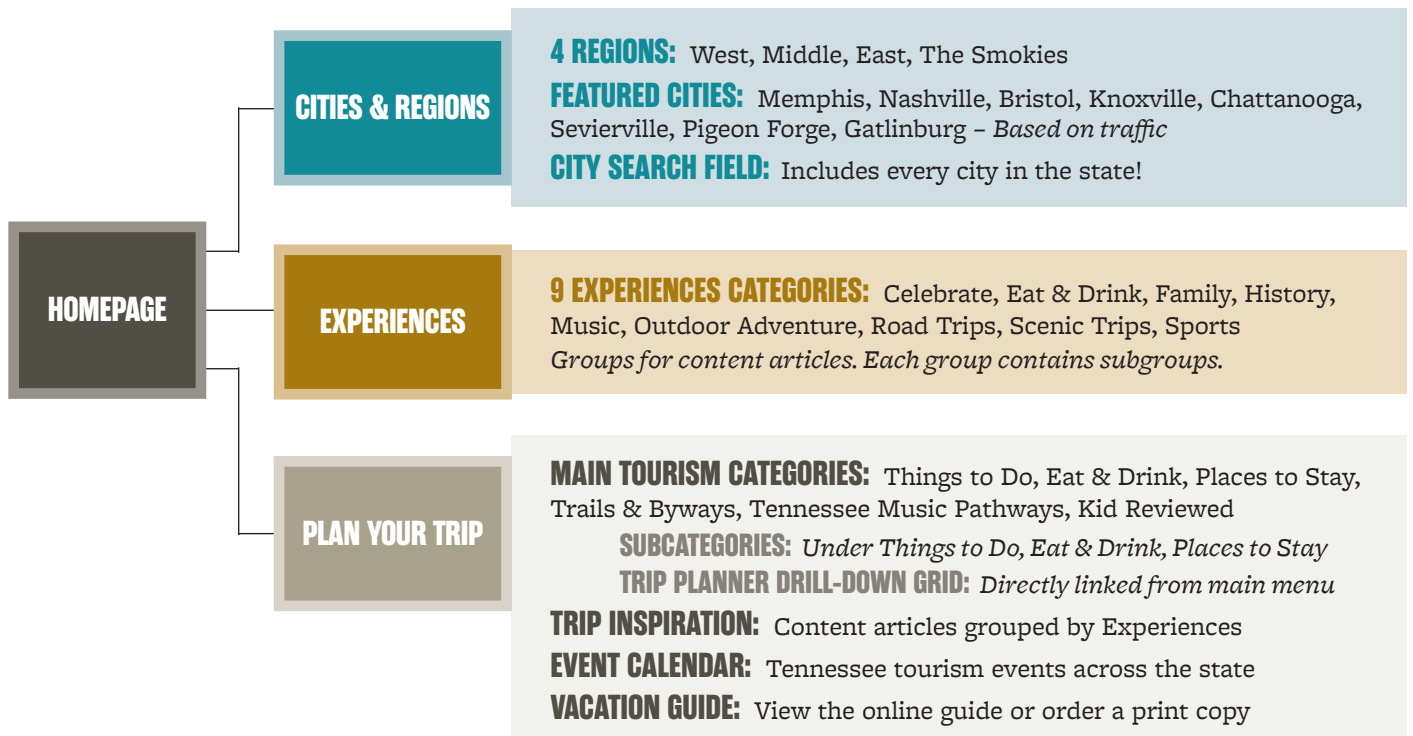 HOMEPAGE
CITIES & REGIONS
4 REGIONS: West, Middle, East, The Smokies
FEATURED CITIES: Memphis, Nashville, Bristol, Knoxville, Chattanooga,
Sevierville, Pigeon Forge, Gatlinburg – Based on traffic
CITY SEARCH FIELD: Includes every city in the state!
EXPERIENCES
9 EXPERIENCES CATEGORIES: Celebrate, Eat & Drink, Family, History,
Music, Outdoor Adventure, Road Trips, Scenic Trips, Sports
Groups for content articles. Each group contains subgroups.
PLAN YOUR TRIP
MAIN TOURISM CATEGORIES: Things to Do, Eat & Drink, Places to Stay,
Trails & Byways, Tennessee Music Pathways, Kid Reviewed
SUBCATEGORIES: Under Things to Do, Eat & Drink, Places to Stay
TRIP PLANNER DRILL-DOWN GRID: Directly linked from main menu
TRIP INSPIRATION: Content articles grouped by Experiences
EVENT CALENDAR: Tennessee tourism events across the state
VACATION GUIDE: View the online guide or order a print copy